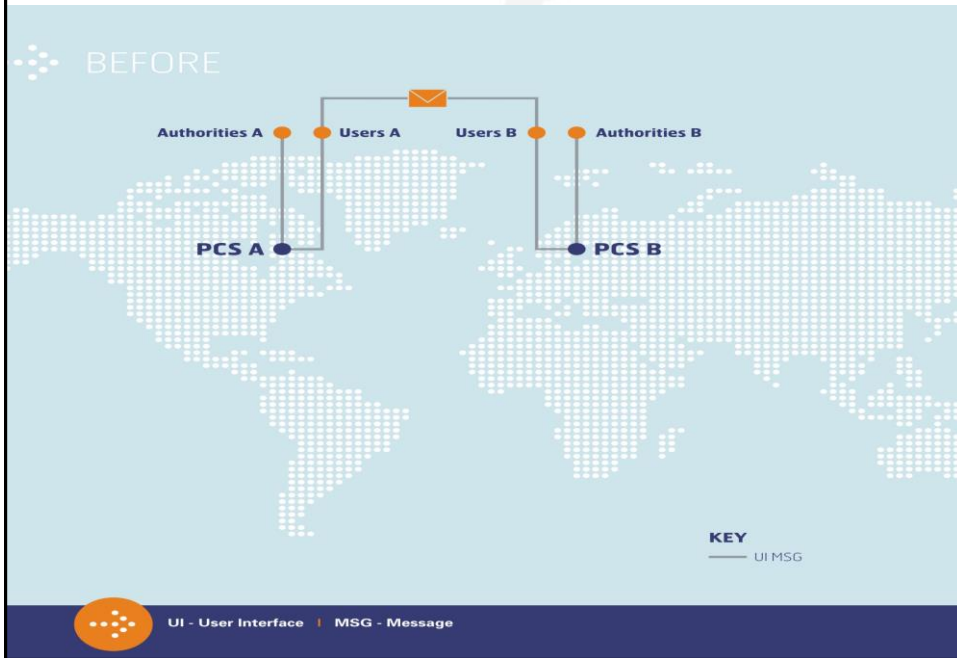 BEFORE
Authorities A
Users A
Users B
Authorities B
PCS A
PCS B
KEY
UI MSG
UI - User Interface | MSG - Message